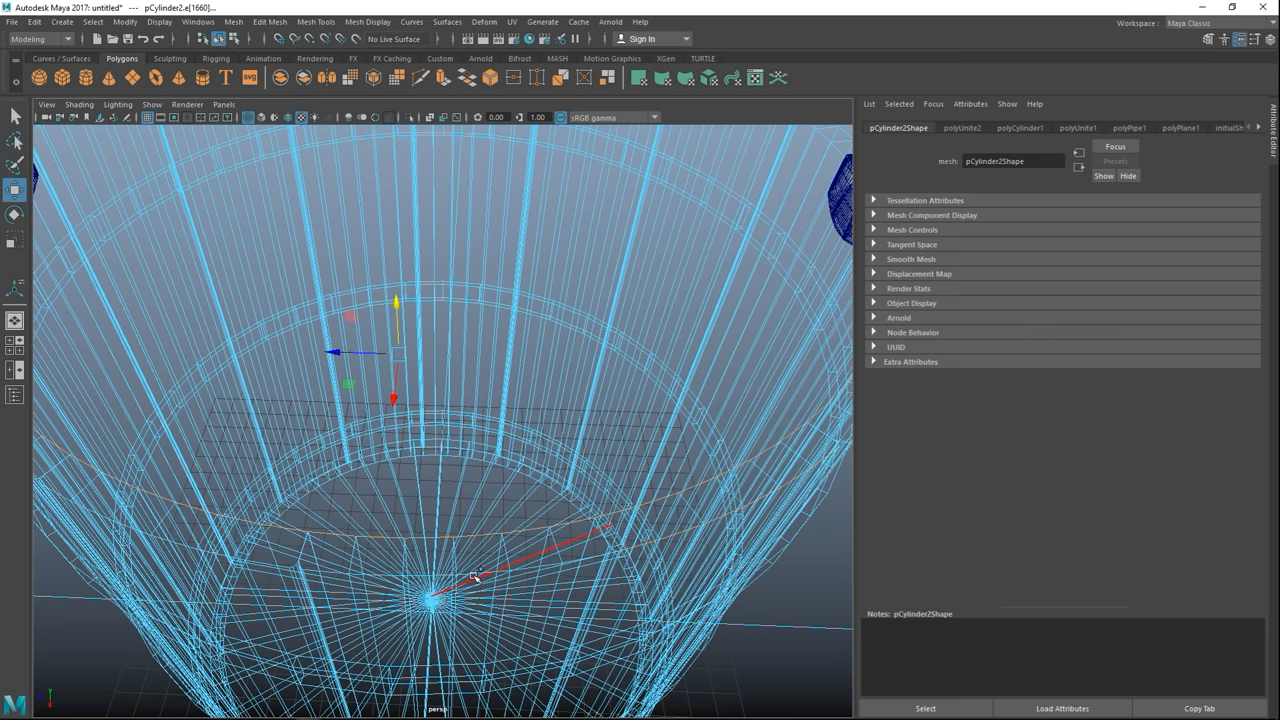 Autodesk Maya 2017: untitled* --- pCylinder2.e[1660]...
File Edit Create Select Modify Display Windows Mesh Edit Mesh Mesh Tools Mesh Display Curves Surfaces Deform UV Generate Cache Arnold Help Workspace : Maya Classic
Modeling No Live Surface Sign In
Curves / Surfaces Polygons Sculpting Rigging Animation Rendering FX FX Caching Custom Arnold Bifrost MASH Motion Graphics XGen TURTLE
T SVG
View Shading Lighting Show Renderer Panels
List Selected Focus Attributes Show Help
0.00 1.00 sRGB gamma
pCylinder2Shape polyUnite2 polyCylinder1 polyUnite1 polyPipe1 polyPlane1 initialSh
Attribute Editor
Focus
mesh: pCylinder2Shape
Presets
Show Hide
Tessellation Attributes
Mesh Component Display
Mesh Controls
Tangent Space
Smooth Mesh
Displacement Map
Render Stats
Object Display
Arnold
Node Behavior
UUID
Extra Attributes
Notes: pCylinder2Shape
persp
Select Load Attributes Copy Tab